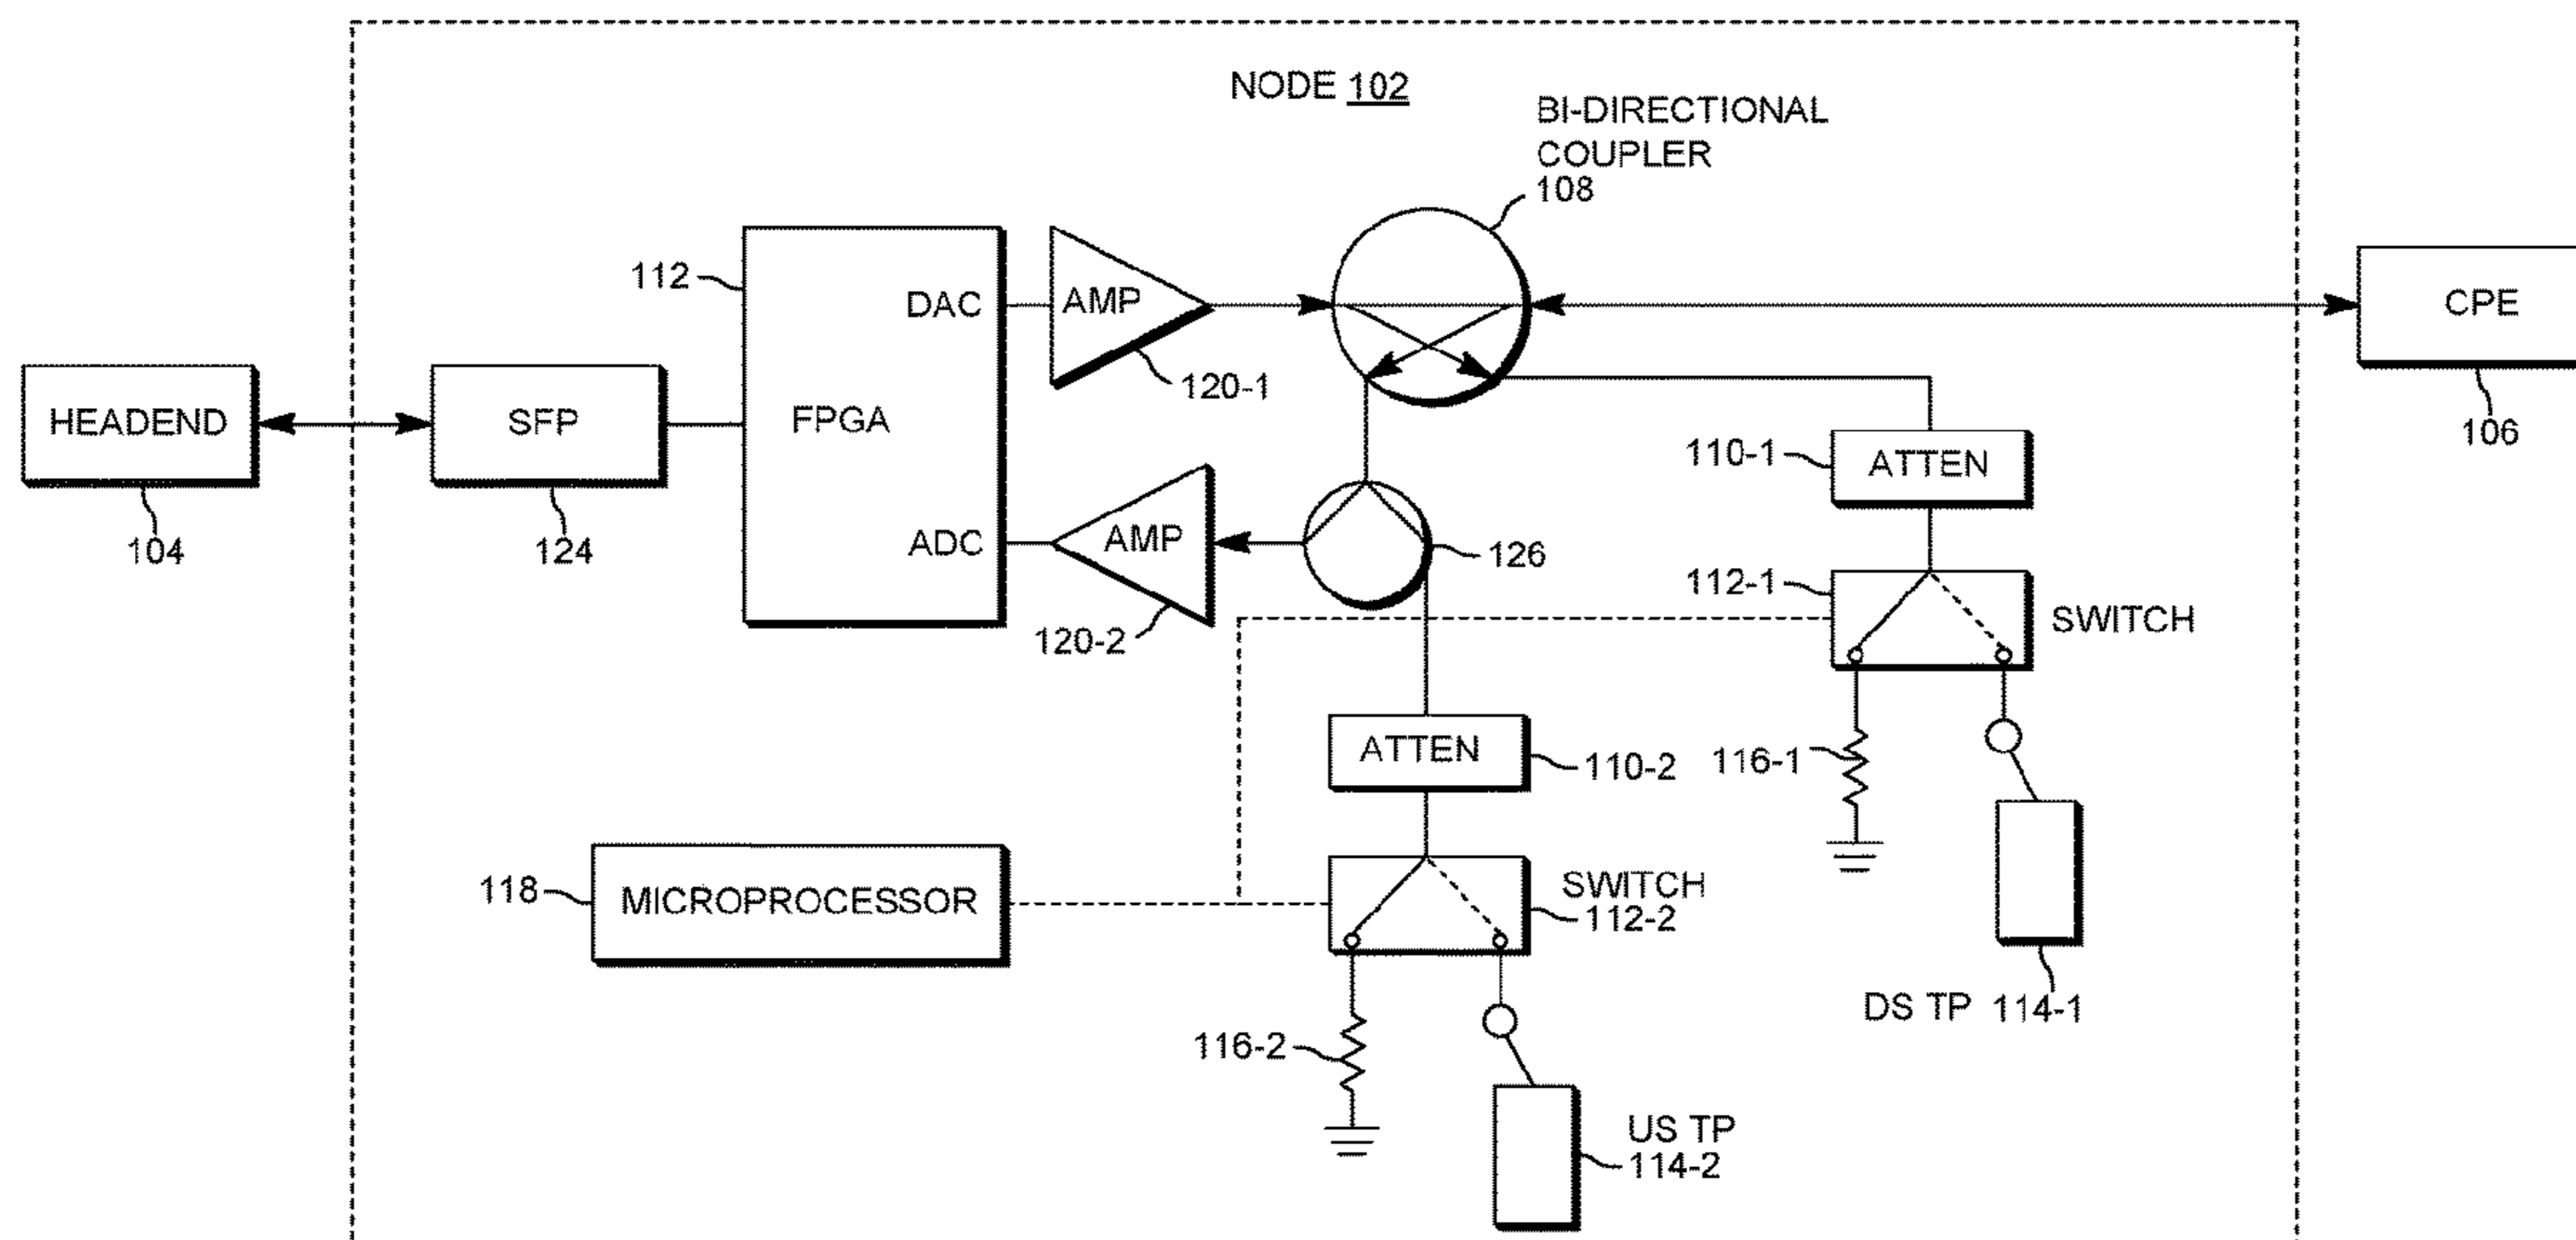 NODE 102
BI-DIRECTIONAL
COUPLER
108
112
DAC
AMP
120-1
CPE
106
HEADEND
104
SFP
124
FPGA
ADC
AMP
120-2
126
110-1
ATTEN
112-1
SWITCH
116-1
DS TP 114-1
ATTEN
110-2
118
MICROPROCESSOR
SWITCH
112-2
116-2
US TP
114-2